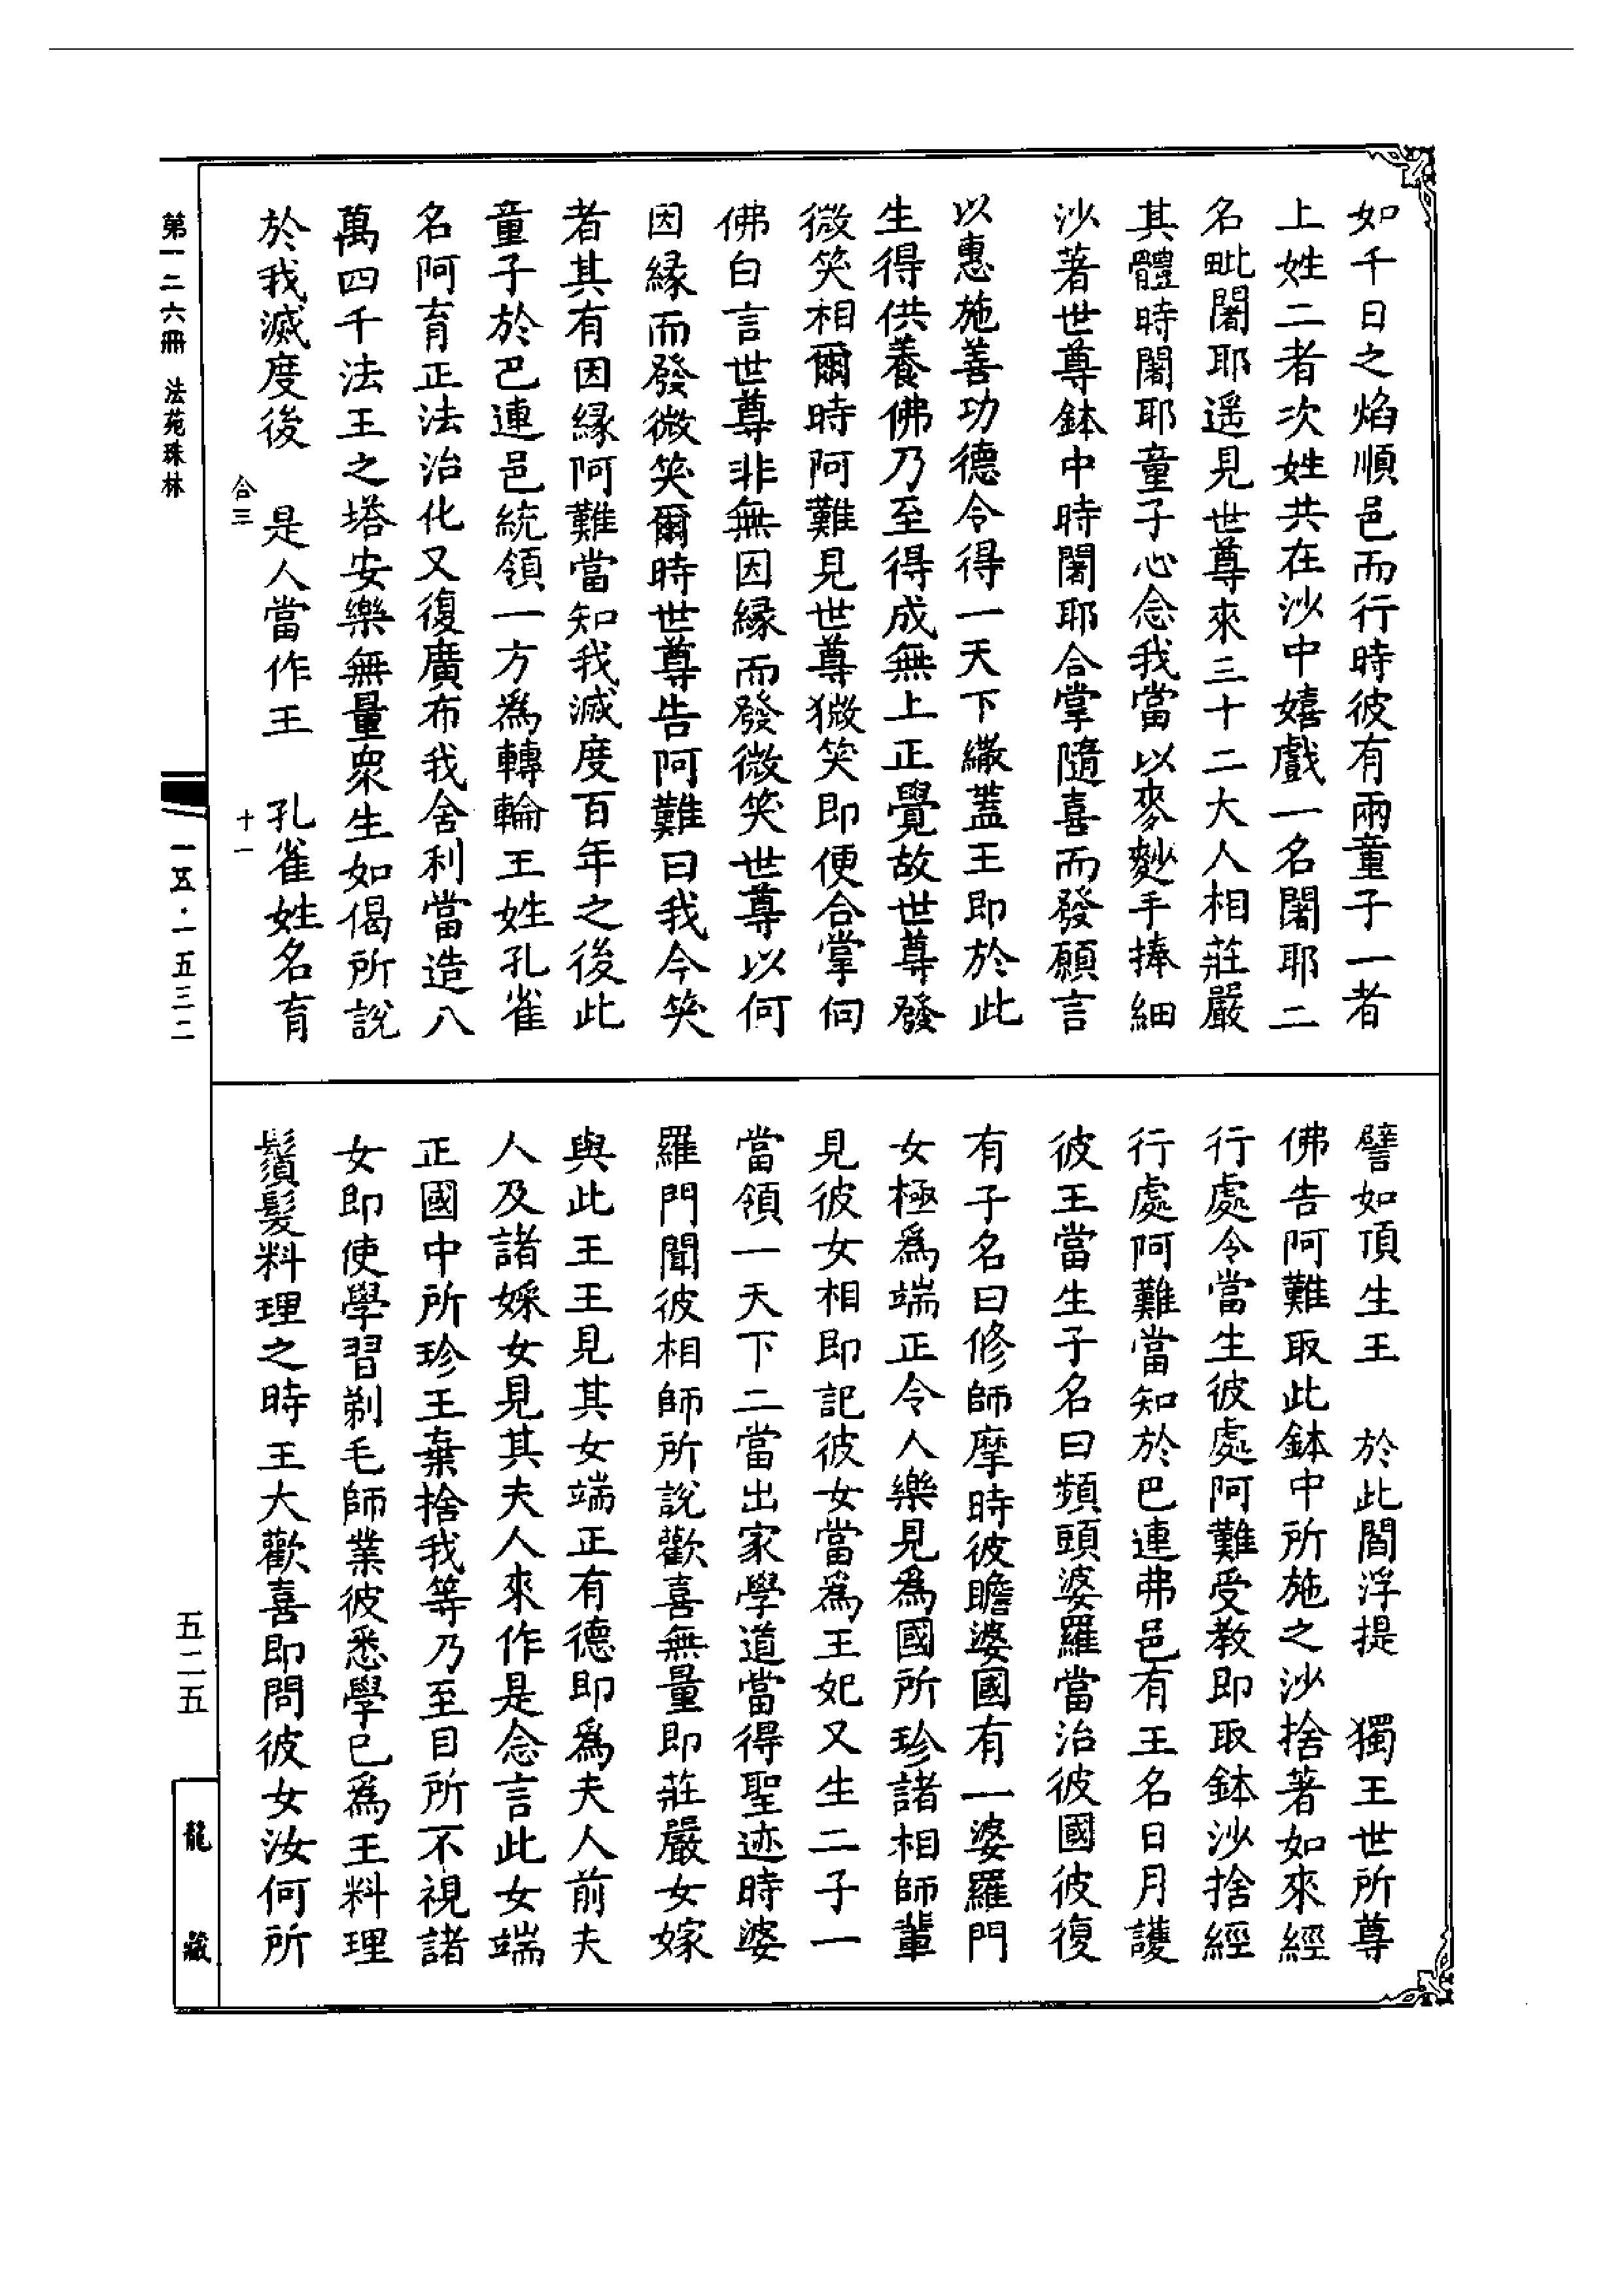 如千日之焰順邑而行時彼有兩童子一者
上姓二者次姓共在沙中嬉戲一名闍耶二
名毗闍耶遥見世尊來三十二大人相莊嚴
其體時闍耶童子心念我當以麥麨手捧細
沙著世尊鉢中時闍耶合掌隨喜而發願言
以惠施善功德令得一天下繖蓋王即於此
生得供養佛乃至得成無上正覺故世尊發
微笑相爾時阿難見世尊微笑即便合掌向
佛白言世尊非無因緣而發微笑世尊以何
因緣而發微笑爾時世尊告阿難曰我今笑
者其有因緣阿難當知我滅度百年之後此
童子於巴連邑統領一方爲轉輪王姓孔雀
名阿育正法治化又復廣布我舍利當造八
萬四千法王之塔安樂無量衆生如偈所說
於我滅度後　是人當作王　孔雀姓名育
合三　十一
譬如頂生王　於此閻浮提　獨王世所尊
佛告阿難取此鉢中所施之沙捨著如來經
行處令當生彼處阿難受教即取鉢沙捨經
行處阿難當知於巴連弗邑有王名日月護
彼王當生子名曰頻頭婆羅當治彼國彼復
有子名曰修師摩時彼瞻婆國有一婆羅門
女極爲端正令人樂見爲國所珍諸相師輩
見彼女相即記彼女當爲王妃又生二子一
當領一天下二當出家學道當得聖迹時婆
羅門聞彼相師所說歡喜無量即莊嚴女嫁
與此王王見其女端正有德即爲夫人前夫
人及諸婇女見其夫人來作是念言此女端
正國中所珍王棄捨我等乃至目所不視諸
女即使學習剃毛師業彼悉學已爲王料理
鬚髮料理之時王大歡喜即問彼女汝何所
第一二六冊　法苑珠林
一五·一五三二
五二五
龍藏